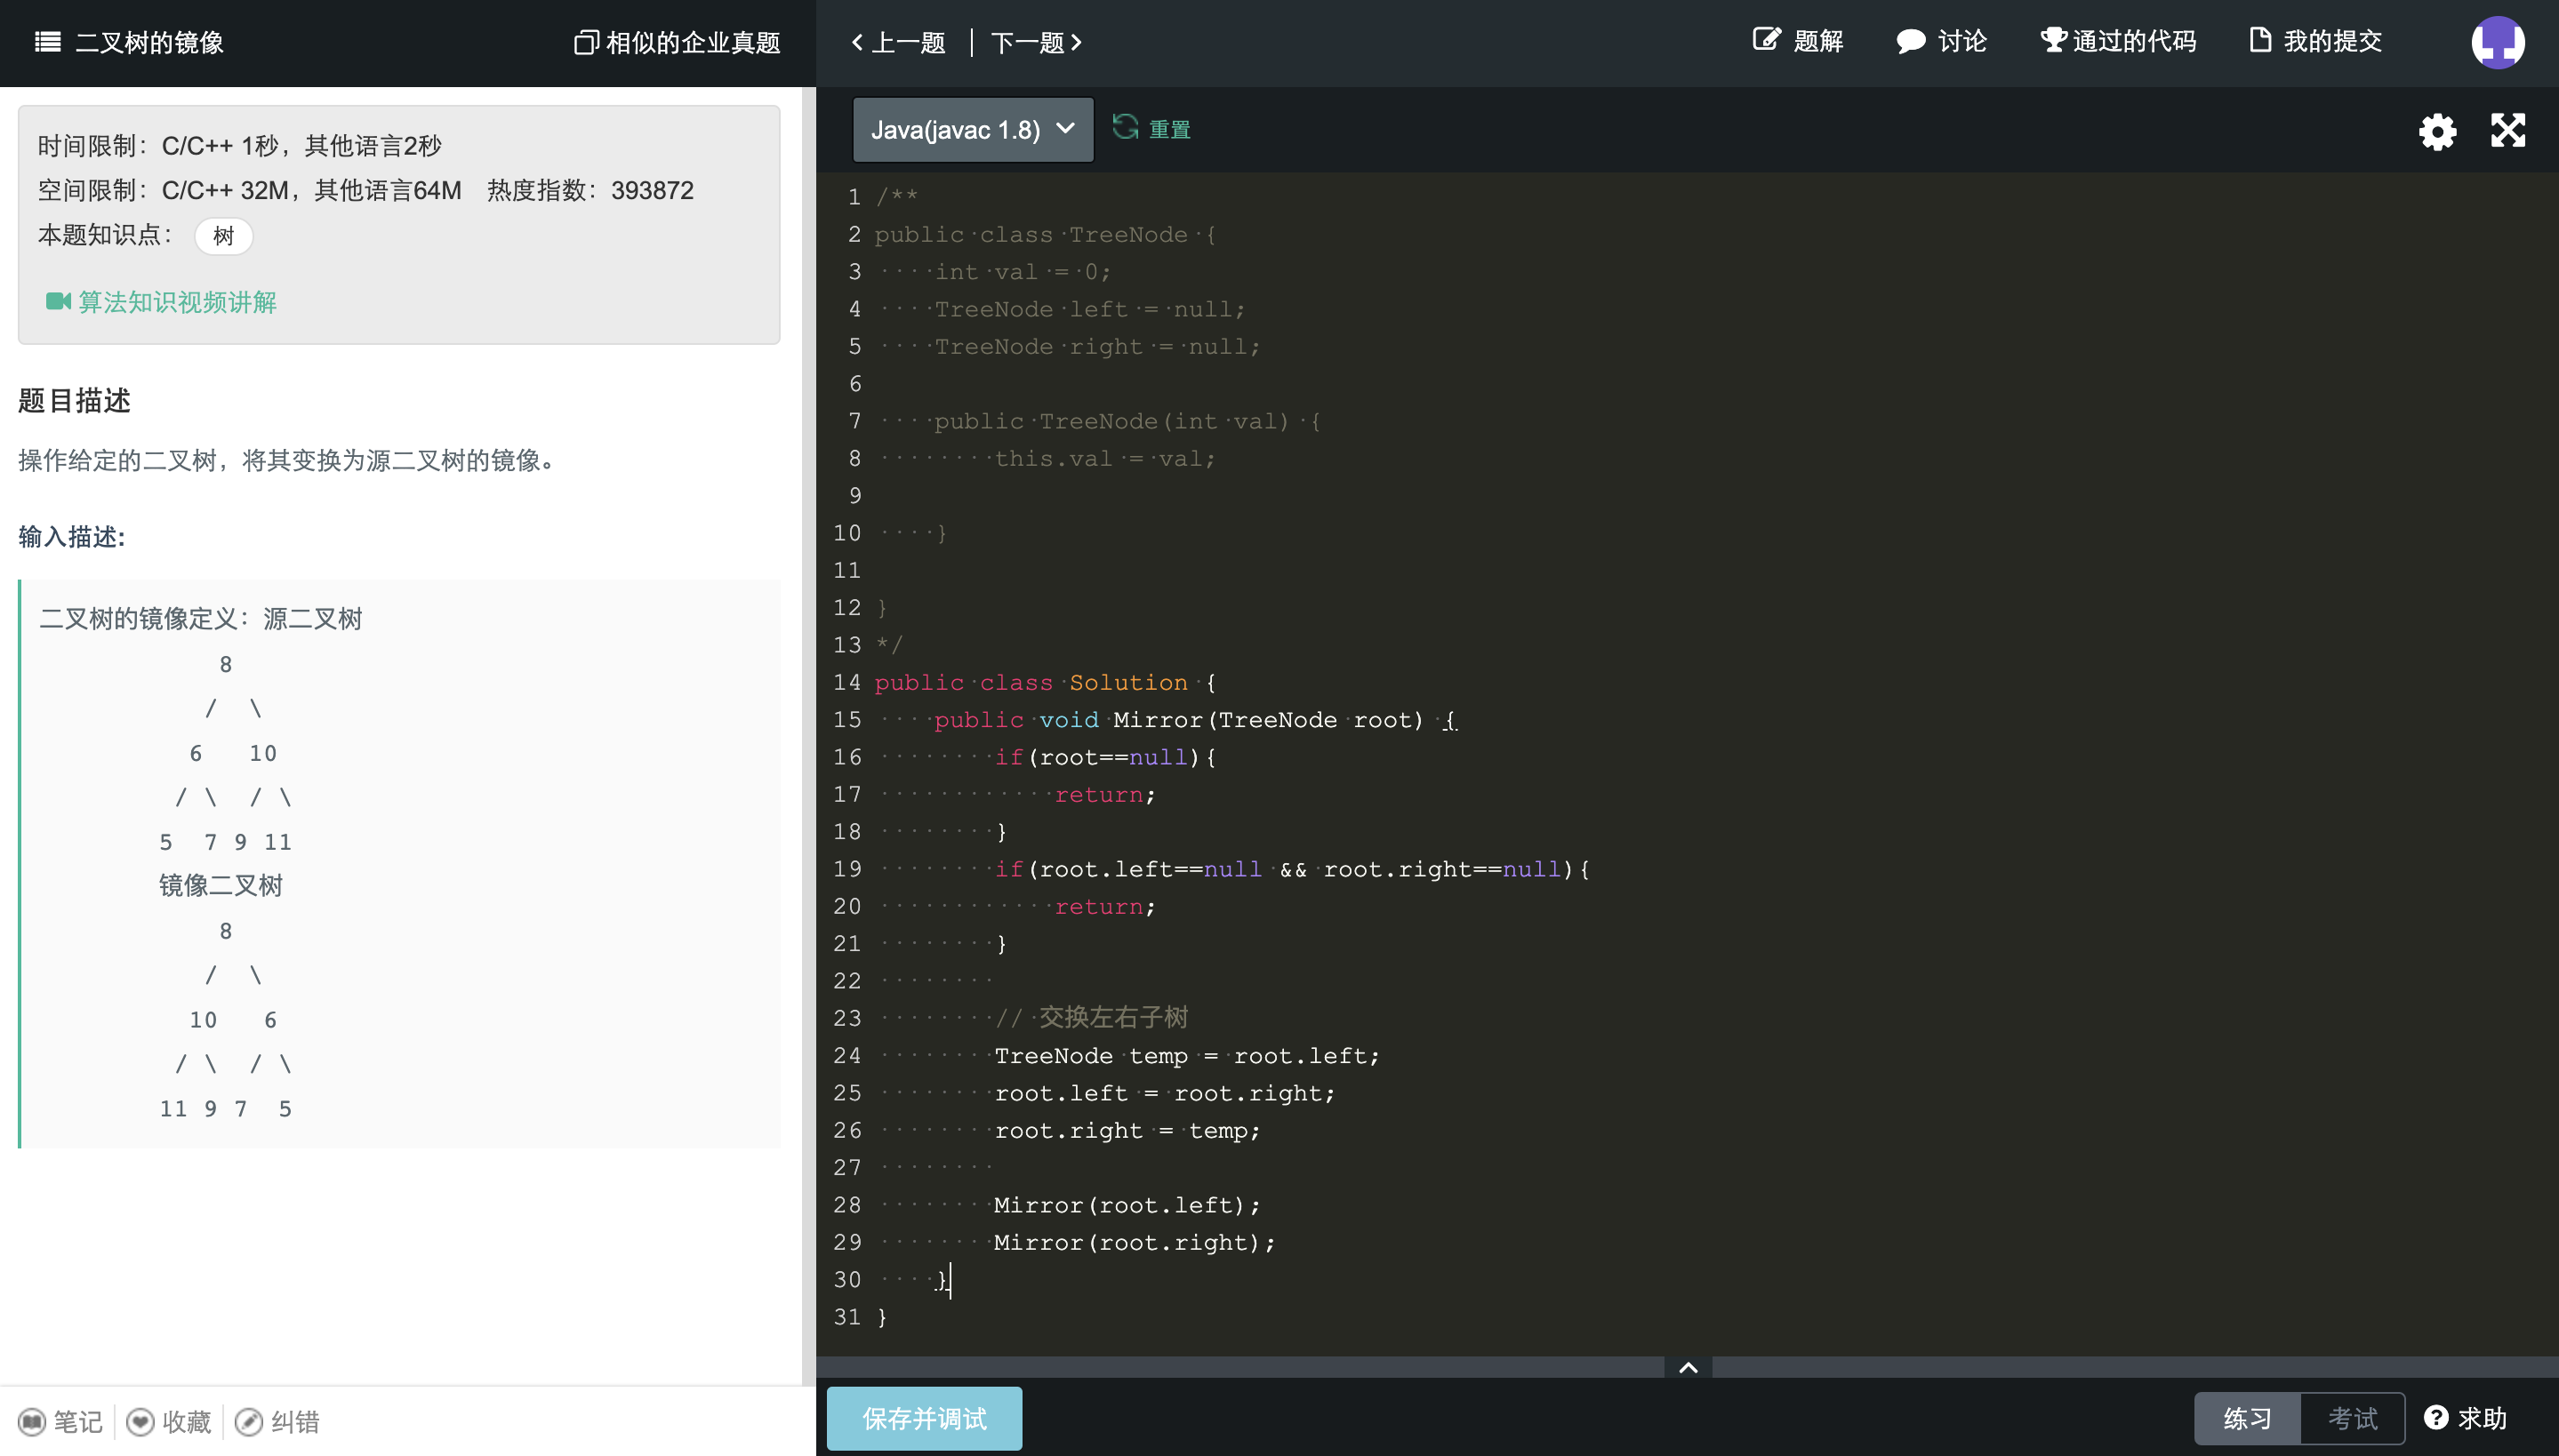 二叉树的镜像 相似的企业真题
上一题 | 下一题 题解 讨论 通过的代码 我的提交
时间限制：C/C++ 1秒，其他语言2秒
空间限制：C/C++ 32M，其他语言64M 热度指数：393872
本题知识点： 树
算法知识视频讲解
题目描述
操作给定的二叉树，将其变换为源二叉树的镜像。
输入描述:
二叉树的镜像定义：源二叉树
8
/ \
6 10
/ \ / \
5 7 9 11
镜像二叉树
8
/ \
10 6
/ \ / \
11 9 7 5
笔记 收藏 纠错
Java(javac 1.8) 重置
1 /**
2 public class TreeNode {
3     int val = 0;
4     TreeNode left = null;
5     TreeNode right = null;
6
7     public TreeNode(int val) {
8         this.val = val;
9
10     }
11
12 }
13 */
14 public class Solution {
15     public void Mirror(TreeNode root) {
16         if(root==null){
17             return;
18         }
19         if(root.left==null && root.right==null){
20             return;
21         }
22
23         // 交换左右子树
24         TreeNode temp = root.left;
25         root.left = root.right;
26         root.right = temp;
27
28         Mirror(root.left);
29         Mirror(root.right);
30     }
31 }
保存并调试 练习 考试 求助